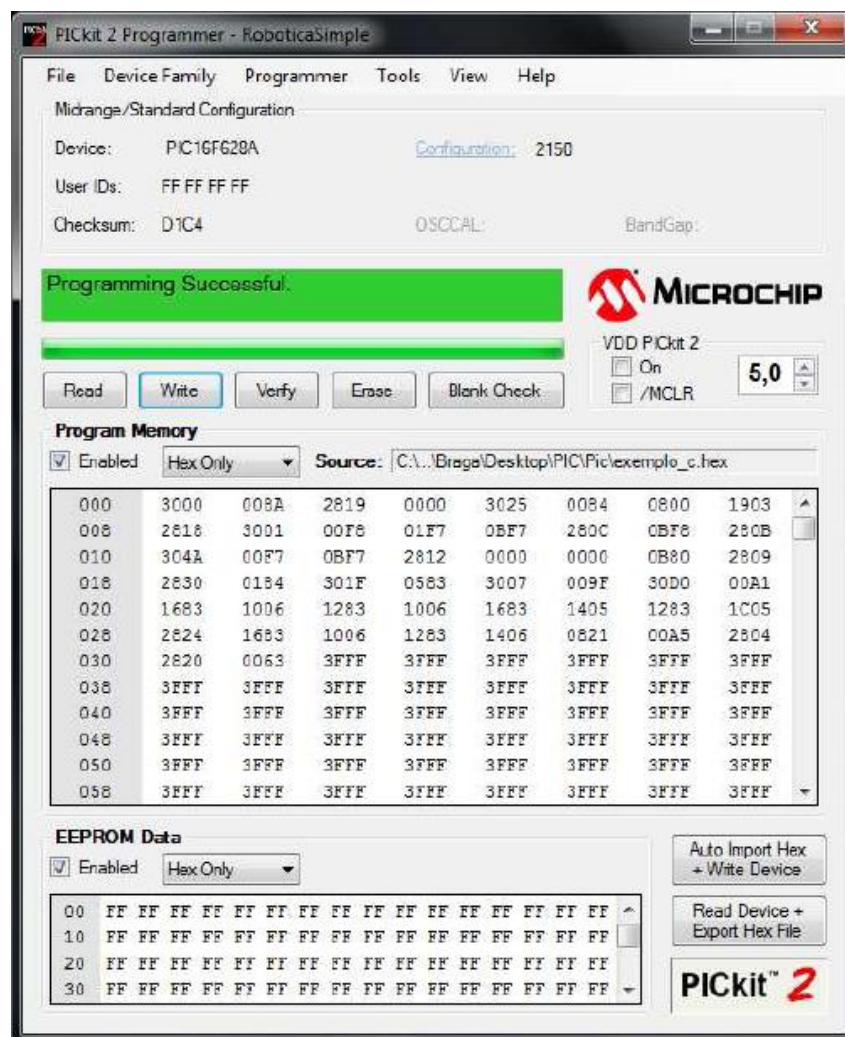 PICkit 2 Programmer - RoboticaSimple
File Device Family Programmer Tools View Help
Midrange/Standard Configuration
Device: PIC16F628A Configuration: 2150
User IDs: FF FF FF FF
Checksum: D1C4 OSCCAL: BandGap:
Programming Successful.
MICROCHIP
VDD PICkit 2
On
/MCLR
5,0
Read Write Verify Erase Blank Check
Program Memory
Enabled Hex Only Source: C:\...\Braga\Desktop\PIC\Pic\exemplo_c.hex
000 3000 008A 2819 0000 3025 0084 0800 1903
008 2818 3001 00F8 01F7 0BF7 280C 0BF8 280B
010 304A 00F7 0BF7 2812 0000 0000 0B80 2809
018 2830 0184 301F 0583 3007 009F 30D0 00A1
020 1683 1006 1283 1006 1683 1405 1283 1C05
028 2824 1683 1006 1283 1406 0821 00A5 2804
030 2820 0063 3FFF 3FFF 3FFF 3FFF 3FFF 3FFF
038 3FFF 3FFF 3FFF 3FFF 3FFF 3FFF 3FFF 3FFF
040 3FFF 3FFF 3FFF 3FFF 3FFF 3FFF 3FFF 3FFF
048 3FFF 3FFF 3FFF 3FFF 3FFF 3FFF 3FFF 3FFF
050 3FFF 3FFF 3FFF 3FFF 3FFF 3FFF 3FFF 3FFF
058 3FFF 3FFF 3FFF 3FFF 3FFF 3FFF 3FFF 3FFF
EEPROM Data
Enabled Hex Only
00 FF FF FF FF FF FF FF FF FF FF FF FF FF FF FF FF
10 FF FF FF FF FF FF FF FF FF FF FF FF FF FF FF FF
20 FF FF FF FF FF FF FF FF FF FF FF FF FF FF FF FF
30 FF FF FF FF FF FF FF FF FF FF FF FF FF FF FF FF
Auto Import Hex
+ Write Device
Read Device +
Export Hex File
PICkit™ 2